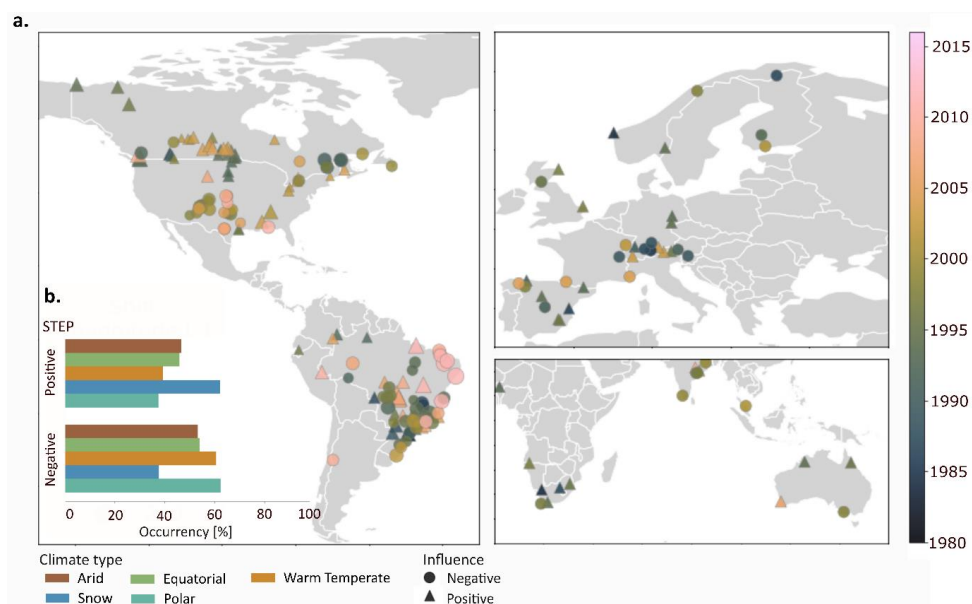 a.
2015
2010
2005
2000
1995
1990
1985
1980
b.
STEP
Positive
Negative
0 20 40 60 80 100
Occurrency [%]
Climate type
Arid Equatorial Warm Temperate
Snow Polar
Influence
Negative
Positive